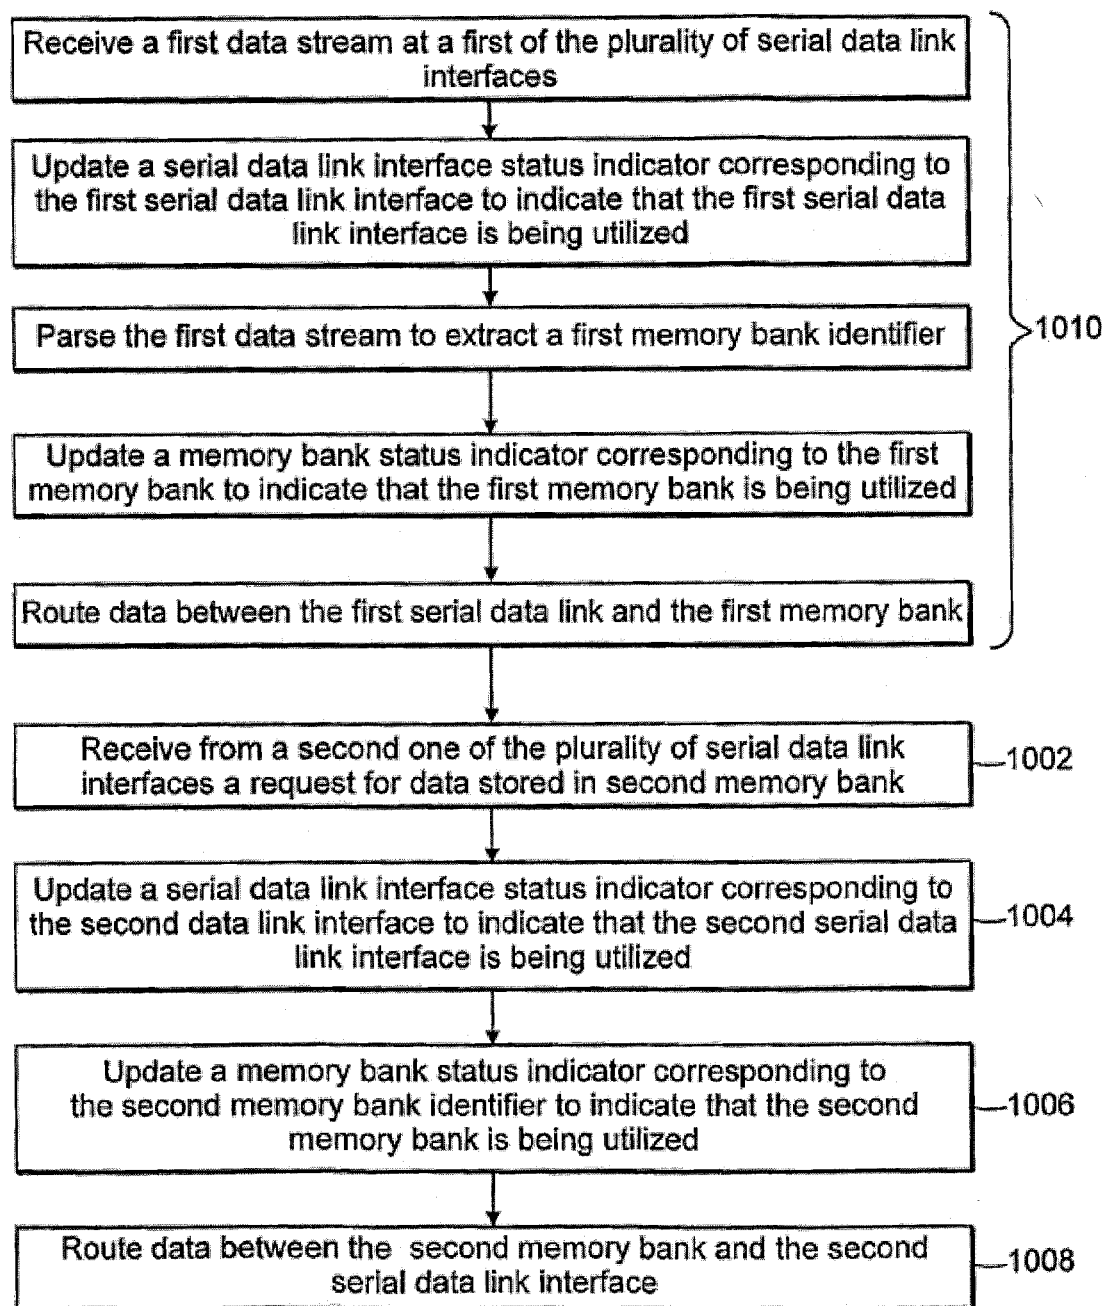 Receive a first data stream at a first of the plurality of serial data link
interfaces
Update a serial data link interface status indicator corresponding to
the first serial data link interface to indicate that the first serial data
link interface is being utilized
Parse the first data stream to extract a first memory bank identifier
1010
Update a memory bank status indicator corresponding to the first
memory bank to indicate that the first memory bank is being utilized
Route data between the first serial data link and the first memory bank
Receive from a second one of the plurality of serial data link
interfaces a request for data stored in second memory bank
1002
Update a serial data link interface status indicator corresponding to
the second data link interface to indicate that the second serial data
link interface is being utilized
1004
Update a memory bank status indicator corresponding to
the second memory bank identifier to indicate that the second
memory bank is being utilized
1006
Route data between the second memory bank and the second
serial data link interface
1008